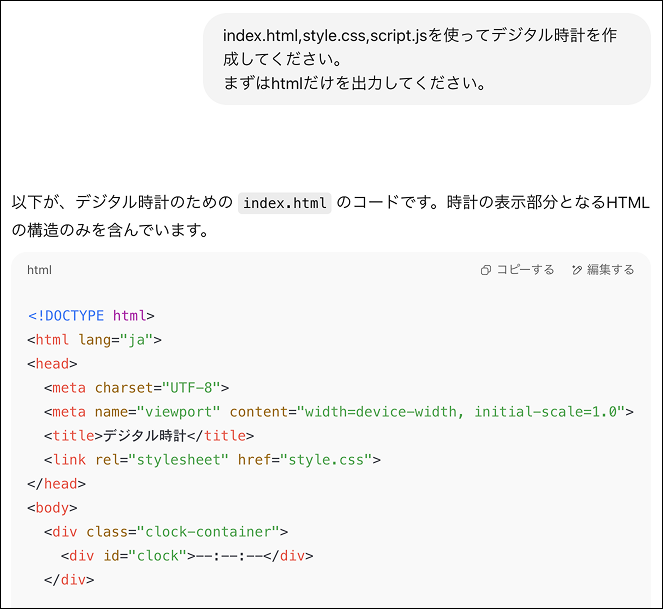 index.html,style.css,script.jsを使ってデジタル時計を作
成してください。
まずはhtmlだけを出力してください。
以下が、デジタル時計のための index.html のコードです。時計の表示部分となるHTML
の構造のみを含んでいます。
html コピーする 編集する
<!DOCTYPE html>
<html lang="ja">
<head>
  <meta charset="UTF-8">
  <meta name="viewport" content="width=device-width, initial-scale=1.0">
  <title>デジタル時計</title>
  <link rel="stylesheet" href="style.css">
</head>
<body>
  <div class="clock-container">
    <div id="clock">--:--:--</div>
  </div>